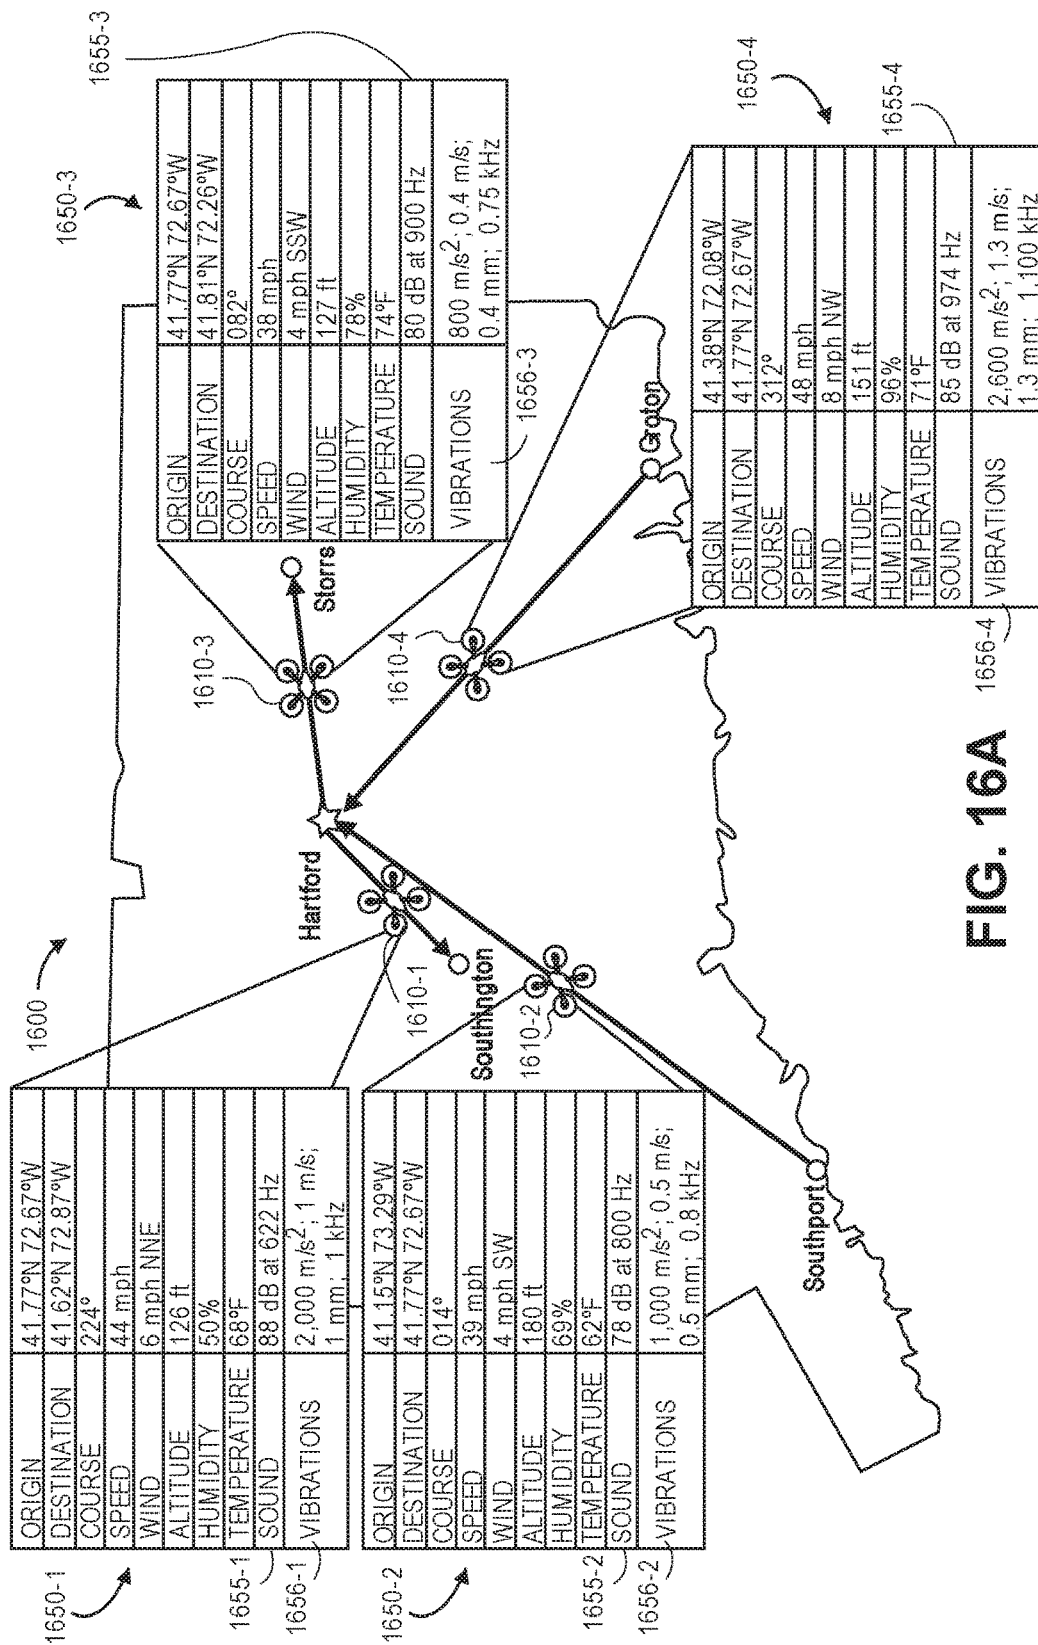 1600
1650-1
ORIGIN 41.77°N 72.67°W
DESTINATION 41.62°N 72.87°W
COURSE 224°
SPEED 44 mph
WIND 6 mph NNE
ALTITUDE 126 ft
HUMIDITY 50%
TEMPERATURE 68°F
SOUND 88 dB at 622 Hz
VIBRATIONS 2,000 m/s²; 1 m/s;
1 mm; 1 kHz
1655-1
1656-1
1650-2
ORIGIN 41.15°N 73.29°W
DESTINATION 41.77°N 72.67°W
COURSE 014°
SPEED 39 mph
WIND 4 mph SW
ALTITUDE 180 ft
HUMIDITY 69%
TEMPERATURE 62°F
SOUND 78 dB at 800 Hz
VIBRATIONS 1,000 m/s²; 0.5 m/s;
0.5 mm; 0.8 kHz
1655-2
1656-2
Hartford
1610-1
Southington
1610-2
Southport
1610-3
Storrs
1610-4
Groton
1650-3
1655-3
ORIGIN 41.77°N 72.67°W
DESTINATION 41.81°N 72.26°W
COURSE 082°
SPEED 38 mph
WIND 4 mph SSW
ALTITUDE 127 ft
HUMIDITY 78%
TEMPERATURE 74°F
SOUND 80 dB at 900 Hz
VIBRATIONS 800 m/s²; 0.4 m/s;
0.4 mm; 0.75 kHz
1656-3
1650-4
1655-4
ORIGIN 41.38°N 72.08°W
DESTINATION 41.77°N 72.67°W
COURSE 312°
SPEED 48 mph
WIND 8 mph NW
ALTITUDE 151 ft
HUMIDITY 96%
TEMPERATURE 71°F
SOUND 85 dB at 974 Hz
VIBRATIONS 2,600 m/s²; 1.3 m/s;
1.3 mm; 1,100 kHz
1656-4
FIG. 16A